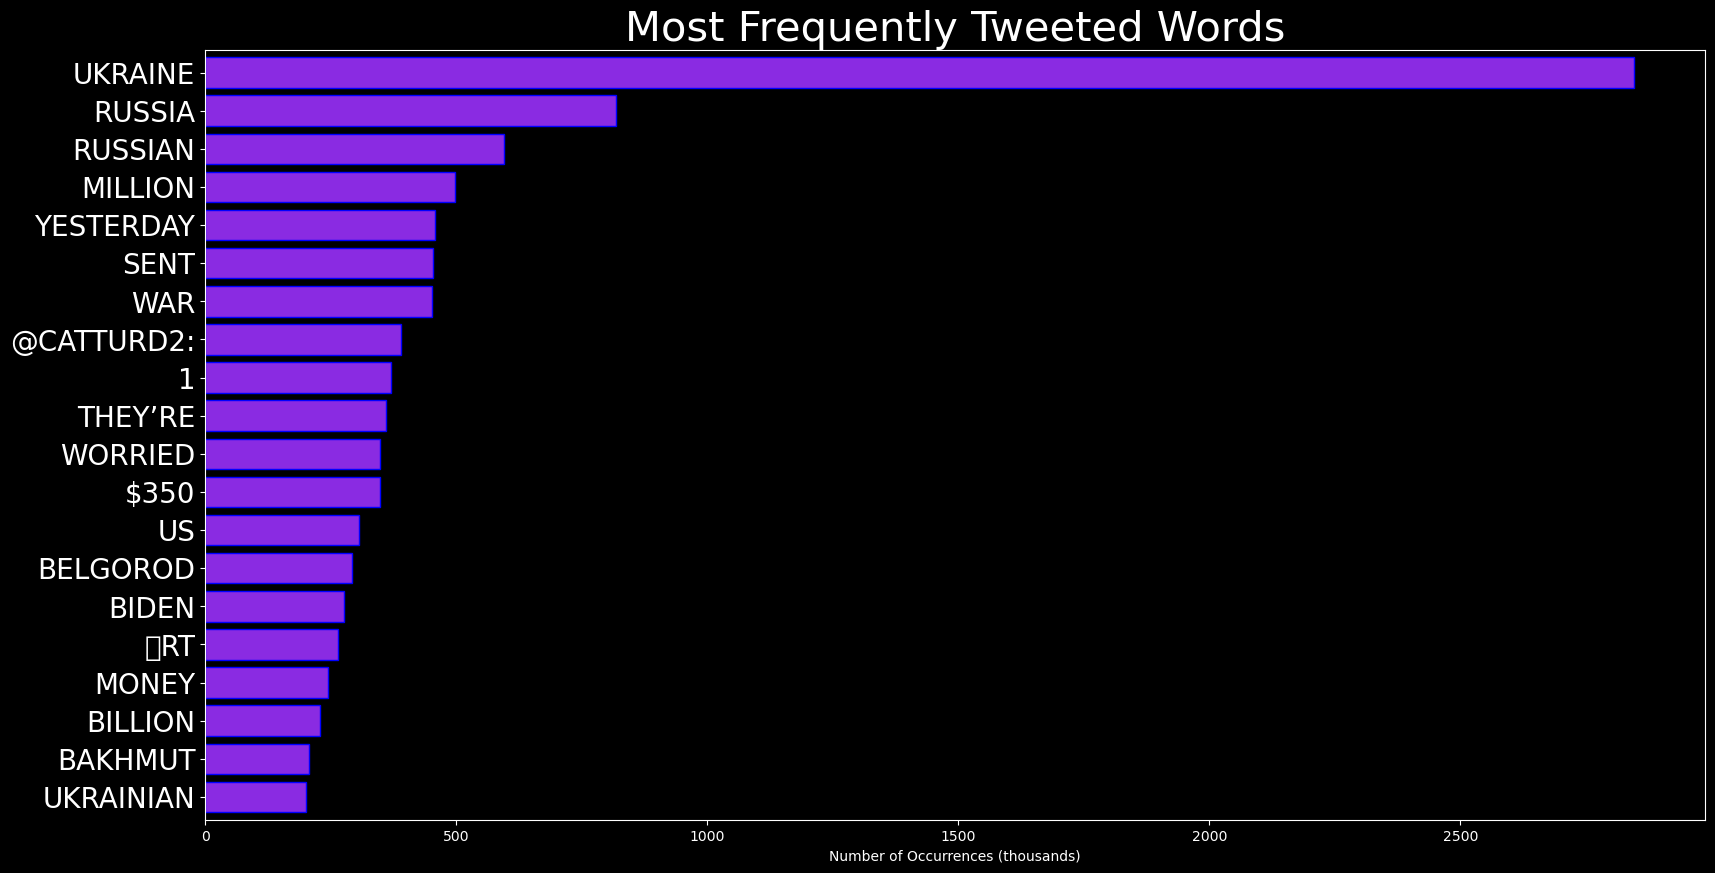 Most Frequently Tweeted Words
UKRAINE
RUSSIA
RUSSIAN
MILLION
YESTERDAY
SENT
WAR
@CATTURD2:
1
THEY’RE
WORRIED
$350
US
BELGOROD
BIDEN
▯RT
MONEY
BILLION
BAKHMUT
UKRAINIAN
0 500 1000 1500 2000 2500
Number of Occurrences (thousands)